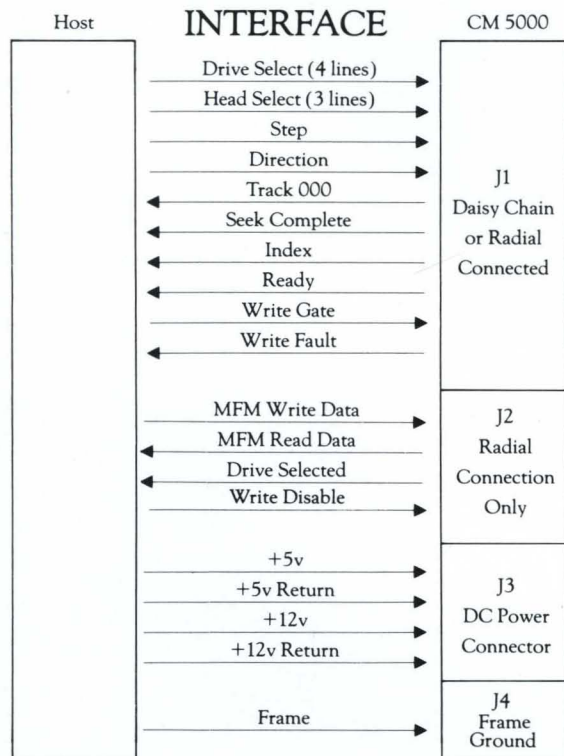 Host
INTERFACE
CM 5000
Drive Select (4 lines)
Head Select (3 lines)
Step
Direction
Track 000
Seek Complete
Index
Ready
Write Gate
Write Fault
J1
Daisy Chain
or Radial
Connected
MFM Write Data
MFM Read Data
Drive Selected
Write Disable
J2
Radial
Connection
Only
+5v
+5v Return
+12v
+12v Return
J3
DC Power
Connector
Frame
J4
Frame
Ground